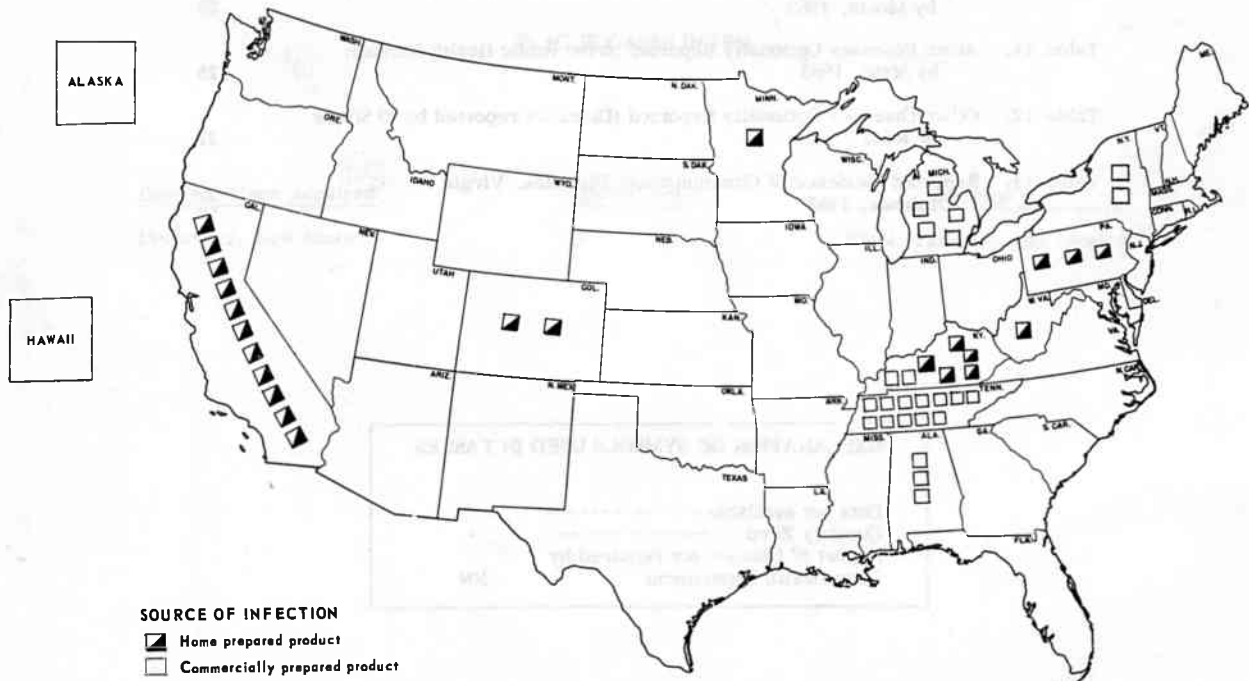 ALASKA
HAWAII
WASH.
ORE.
CAL.
IDAHO
NEV.
MONT.
WYO.
UTAH
COL.
ARIZ.
N. MEX.
N. DAK.
S. DAK.
NEB.
KAN.
OKLA.
TEXAS
MINN.
IOWA
MO.
ARK.
LA.
WISC.
ILL.
MICH.
IND.
OHIO
KY.
TENN.
MISS.
ALA.
GA.
FLA.
S. CAR.
N. CAR.
VA.
W. VA.
MD.
DEL.
PA.
N.J.
N.Y.
CONN.
R.I.
MASS.
VT.
N.H.
ME.
SOURCE OF INFECTION
Home prepared product
Commercially prepared product